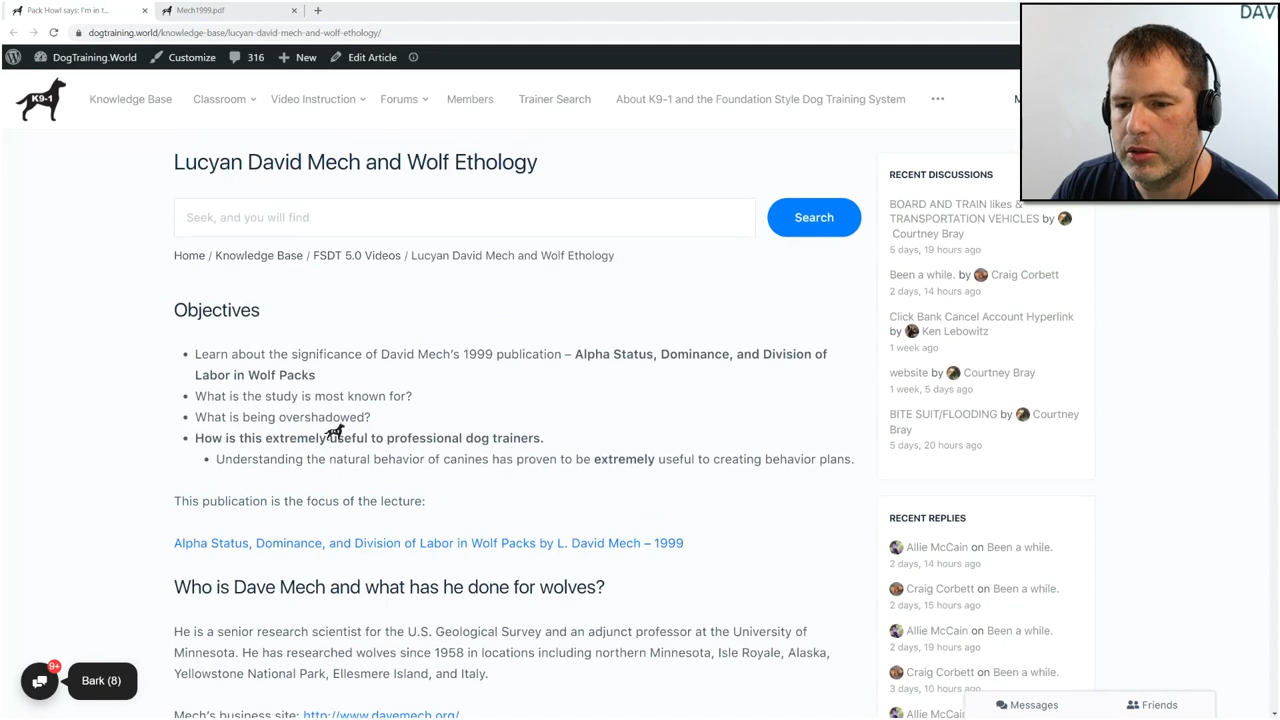 Pack Howl says: I'm in t...
Mech1999.pdf
dogtraining.world/knowledge-base/lucyan-david-mech-and-wolf-ethology/
DAV
DogTraining.World
Customize
316
New
Edit Article
K9-1
Knowledge Base
Classroom
Video Instruction
Forums
Members
Trainer Search
About K9-1 and the Foundation Style Dog Training System
Lucyan David Mech and Wolf Ethology
Seek, and you will find
Search
Home / Knowledge Base / FSDT 5.0 Videos / Lucyan David Mech and Wolf Ethology
Objectives
• Learn about the significance of David Mech's 1999 publication – Alpha Status, Dominance, and Division of
Labor in Wolf Packs
• What is the study is most known for?
• What is being overshadowed?
• How is this extremely useful to professional dog trainers.
• Understanding the natural behavior of canines has proven to be extremely useful to creating behavior plans.
This publication is the focus of the lecture:
Alpha Status, Dominance, and Division of Labor in Wolf Packs by L. David Mech – 1999
Who is Dave Mech and what has he done for wolves?
He is a senior research scientist for the U.S. Geological Survey and an adjunct professor at the University of
Minnesota. He has researched wolves since 1958 in locations including northern Minnesota, Isle Royale, Alaska,
Yellowstone National Park, Ellesmere Island, and Italy.
Mech's business site: http://www.davemech.org/
RECENT DISCUSSIONS
BOARD AND TRAIN likes &
TRANSPORTATION VEHICLES by
Courtney Bray
5 days, 19 hours ago
Been a while. by Craig Corbett
2 days, 14 hours ago
Click Bank Cancel Account Hyperlink
by Ken Lebowitz
1 week ago
website by Courtney Bray
1 week, 5 days ago
BITE SUIT/FLOODING by Courtney
Bray
5 days, 20 hours ago
RECENT REPLIES
Allie McCain on Been a while.
2 days, 14 hours ago
Craig Corbett on Been a while.
2 days, 15 hours ago
Allie McCain on Been a while.
2 days, 19 hours ago
Craig Corbett on Been a while.
3 days, 10 hours ago
9+
Bark (8)
Messages
Friends